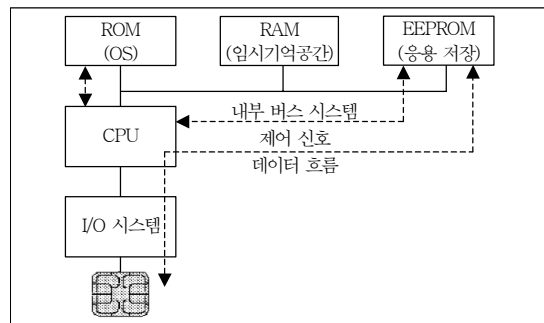 ROM
(OS)
RAM
(임시기억공간)
EEPROM
(응용 저장)
내부 버스 시스템
CPU
제어 신호
데이터 흐름
I/O 시스템